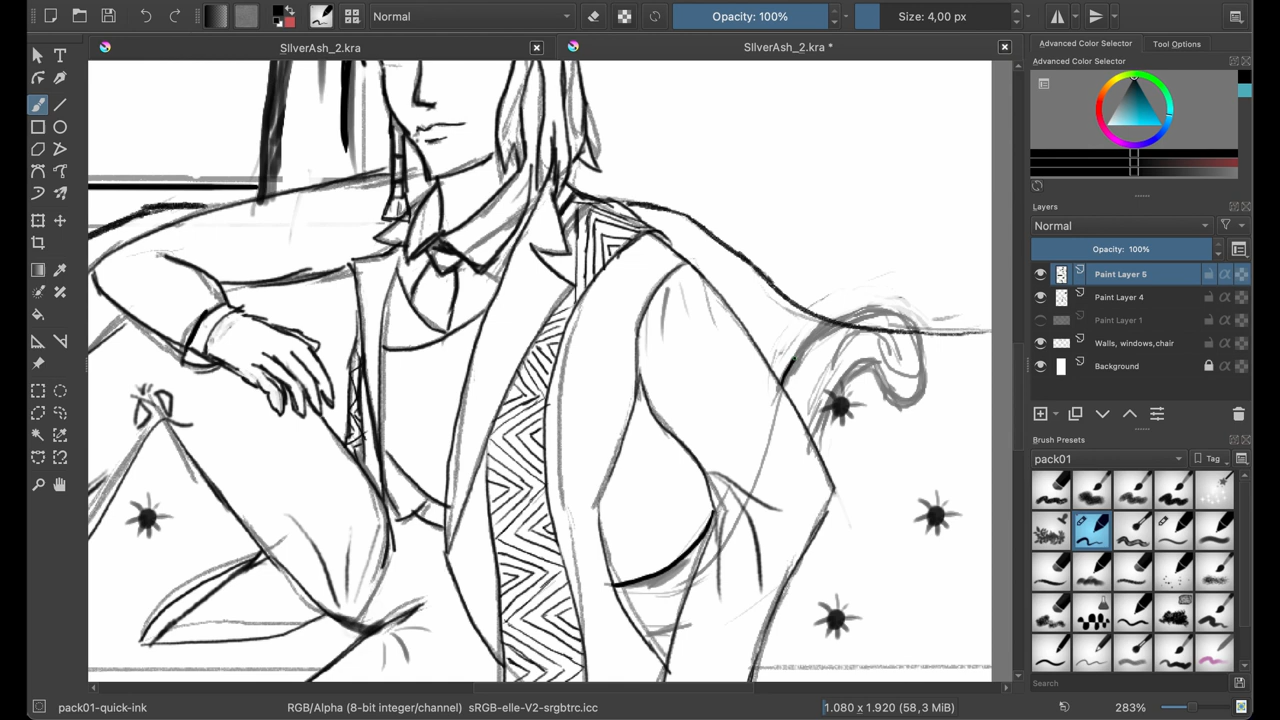 Normal
Opacity: 100%
Size: 4,00 px
SIlverAsh_2.kra
SIlverAsh_2.kra *
Advanced Color Selector
Tool Options
Advanced Color Selector
Layers
Normal
Opacity: 100%
Paint Layer 5
Paint Layer 4
Paint Layer 1
Walls, windows,chair
Background
Brush Presets
pack01
Tag
Search
pack01-quick-ink
RGB/Alpha (8-bit integer/channel) sRGB-elle-V2-srgbtrc.icc
1.080 x 1.920 (58,3 MiB)
283%